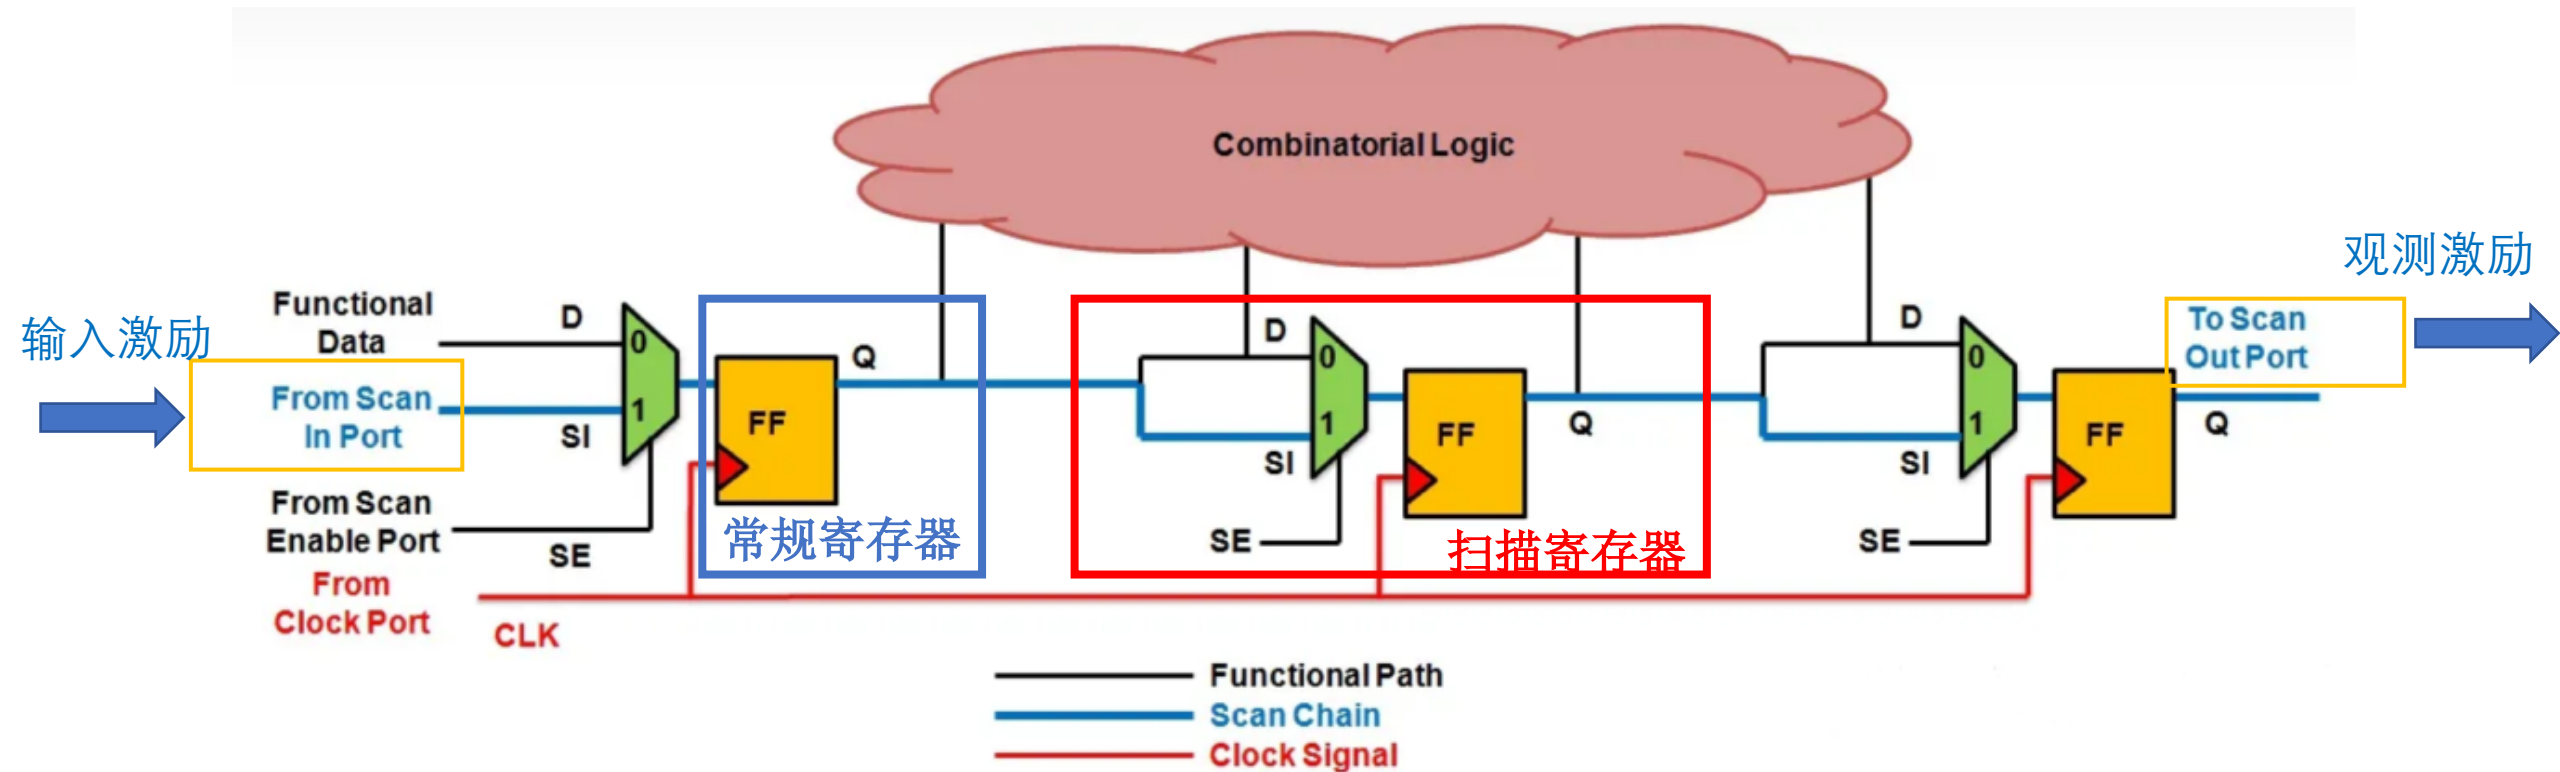 Combinatorial Logic
观测激励
输入激励
Functional
Data
D
0
From Scan
In Port
1
SI
From Scan
Enable Port
SE
From
Clock Port
CLK
Q
FF
常规寄存器
D
0
1
SI
SE
FF
Q
扫描寄存器
D
0
1
SI
SE
FF
To Scan
Out Port
Q
Functional Path
Scan Chain
Clock Signal